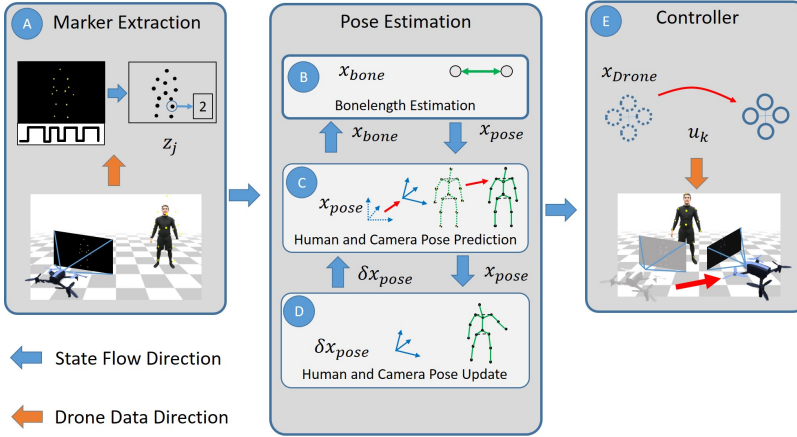 A
Marker Extraction
2
z_j
Pose Estimation
B
x_bone
Bonelength Estimation
x_bone
x_pose
C
x_pose
Human and Camera Pose Prediction
δx_pose
x_pose
D
δx_pose
Human and Camera Pose Update
E
Controller
x_Drone
u_k
State Flow Direction
Drone Data Direction